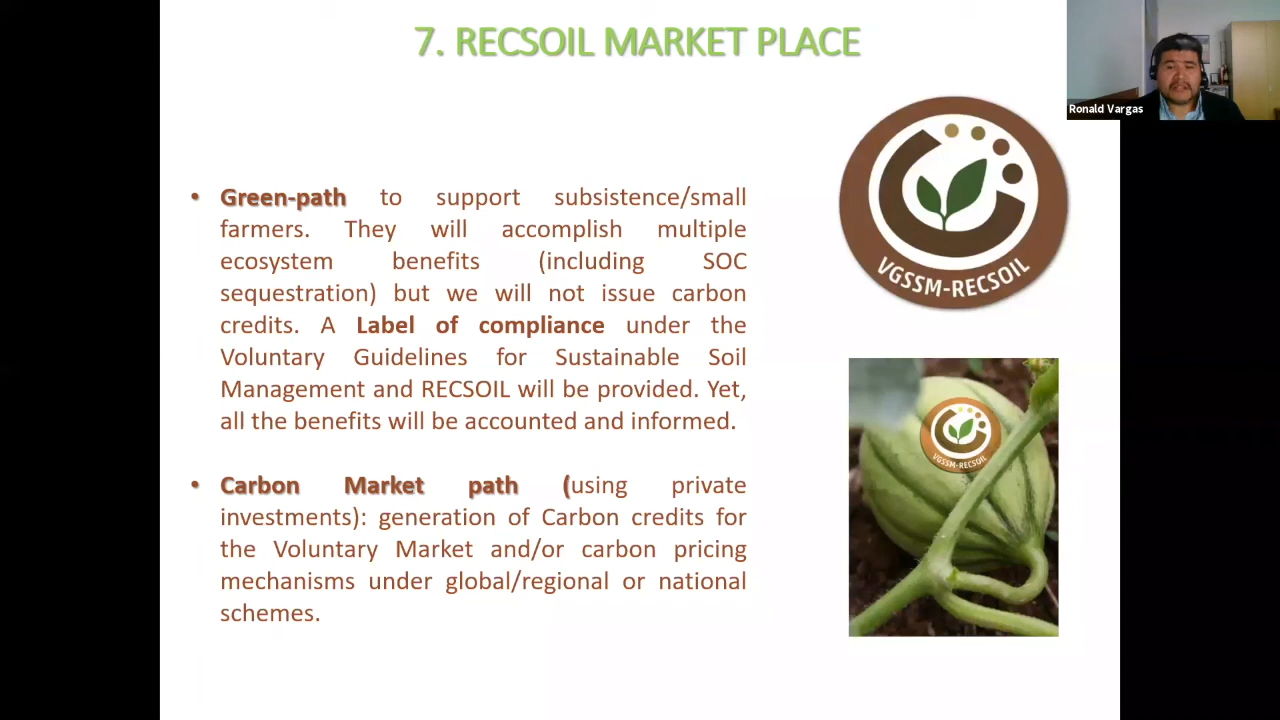 7. RECSOIL MARKET PLACE
Ronald Vargas
• Green-path to support subsistence/small
farmers. They will accomplish multiple
ecosystem benefits (including SOC
sequestration) but we will not issue carbon
credits. A Label of compliance under the
Voluntary Guidelines for Sustainable Soil
Management and RECSOIL will be provided. Yet,
all the benefits will be accounted and informed.
• Carbon Market path (using private
investments): generation of Carbon credits for
the Voluntary Market and/or carbon pricing
mechanisms under global/regional or national
schemes.
VGSSM-RECSOIL
VGSSM-RECSOIL